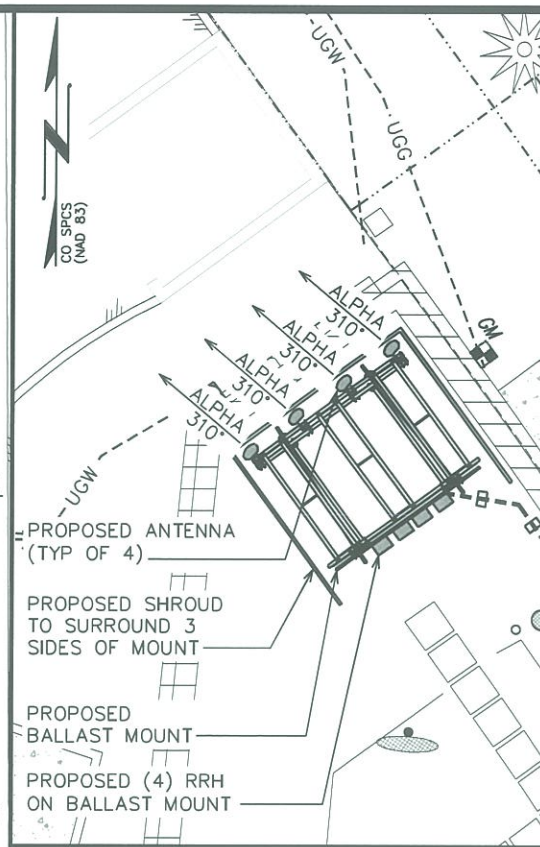 UGW
UGG
CO SPCS
(NAD 83)
GM
ALPHA
310°
ALPHA
310°
ALPHA
310°
ALPHA
310°
UGW
PROPOSED ANTENNA
(TYP OF 4)
PROPOSED SHROUD
TO SURROUND 3
SIDES OF MOUNT
PROPOSED
BALLAST MOUNT
PROPOSED (4) RRH
ON BALLAST MOUNT